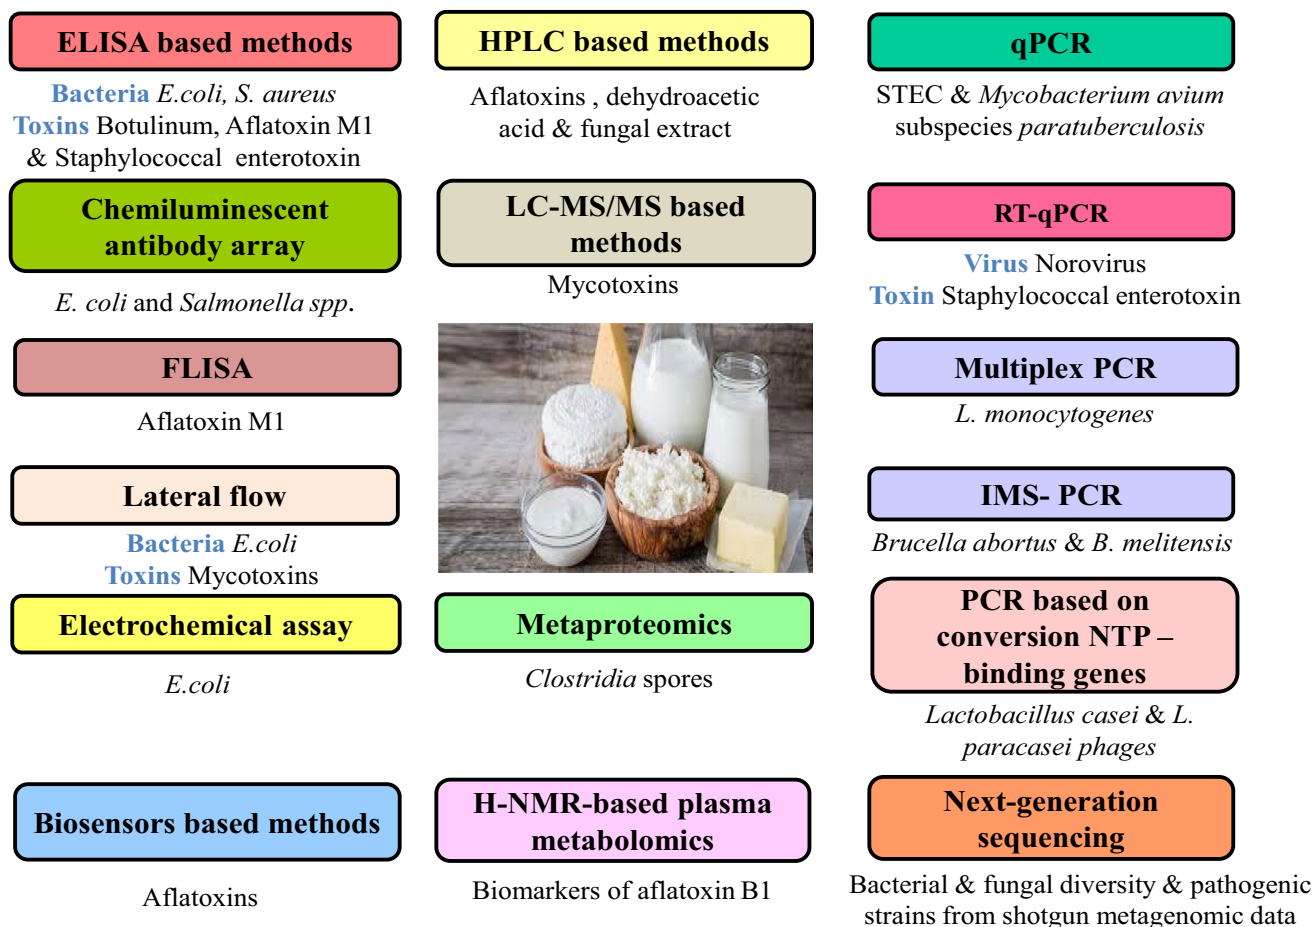 ELISA based methods
Bacteria E.coli, S. aureus
Toxins Botulinum, Aflatoxin M1
& Staphylococcal enterotoxin
Chemiluminescent
antibody array
E. coli and Salmonella spp.
FLISA
Aflatoxin M1
Lateral flow
Bacteria E.coli
Toxins Mycotoxins
Electrochemical assay
E.coli
Biosensors based methods
Aflatoxins
HPLC based methods
Aflatoxins , dehydroacetic
acid & fungal extract
LC-MS/MS based
methods
Mycotoxins
Metaproteomics
Clostridia spores
H-NMR-based plasma
metabolomics
Biomarkers of aflatoxin B1
qPCR
STEC & Mycobacterium avium
subspecies paratuberculosis
RT-qPCR
Virus Norovirus
Toxin Staphylococcal enterotoxin
Multiplex PCR
L. monocytogenes
IMS- PCR
Brucella abortus & B. melitensis
PCR based on
conversion NTP –
binding genes
Lactobacillus casei & L.
paracasei phages
Next-generation
sequencing
Bacterial & fungal diversity & pathogenic
strains from shotgun metagenomic data